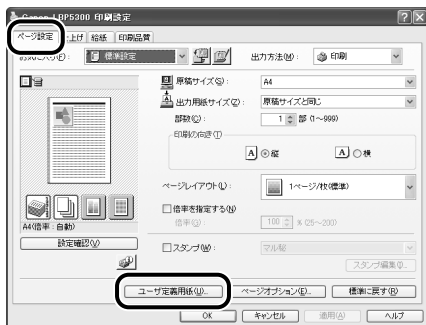 Canon LBP5300 印刷設定
ページ設定 上げ 給紙 印刷品質
お気に入り(F): 標準設定 出力方法(M): 印刷
原稿サイズ(S): A4
出力用紙サイズ(Z): 原稿サイズと同じ
部数(C): 1 部 (1~999)
印刷の向き(T)
A 縦 A 横
ページレイアウト(L): 1ページ/枚(標準)
倍率を指定する(N)
倍率(Q): 100 % (25~200)
A4(倍率:自動)
設定確認(V)
スタンプ(W): マル秘
スタンプ編集(I)...
ユーザ定義用紙(U)... ページオプション(E)... 標準に戻す(R)
OK キャンセル 適用(A) ヘルプ